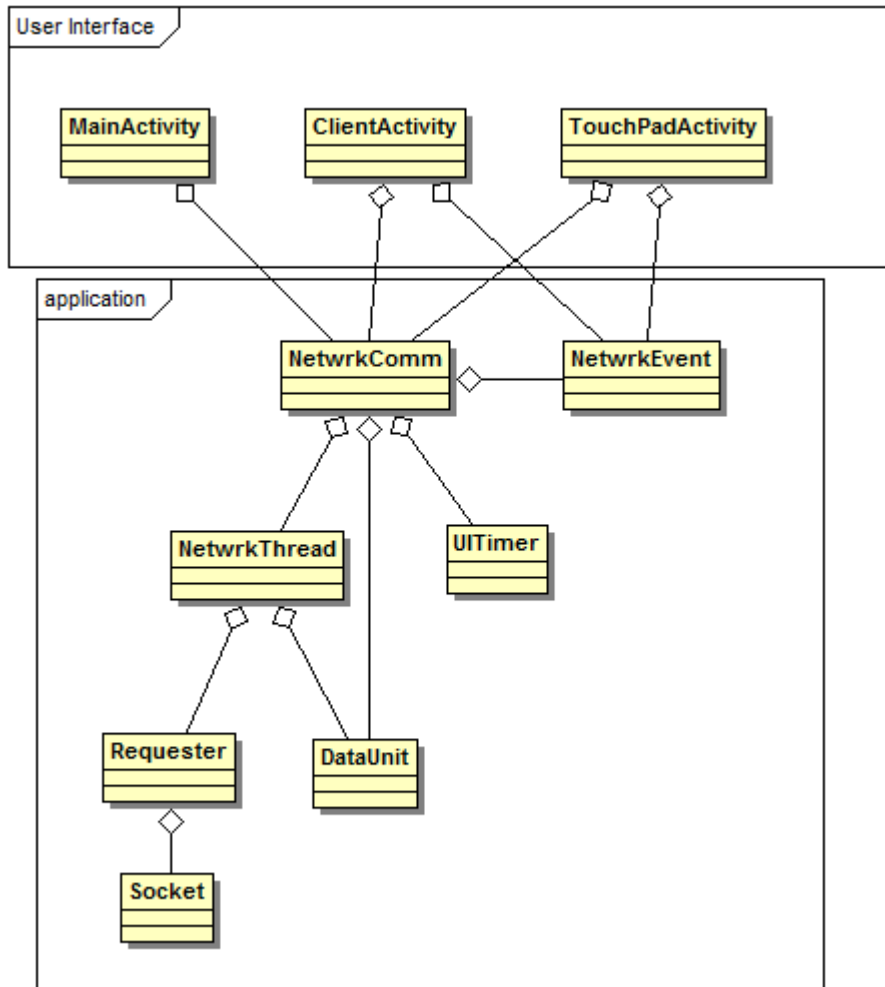 User Interface
MainActivity
ClientActivity
TouchPadActivity
application
NetwrkComm
NetwrkEvent
NetwrkThread
UITimer
Requester
DataUnit
Socket